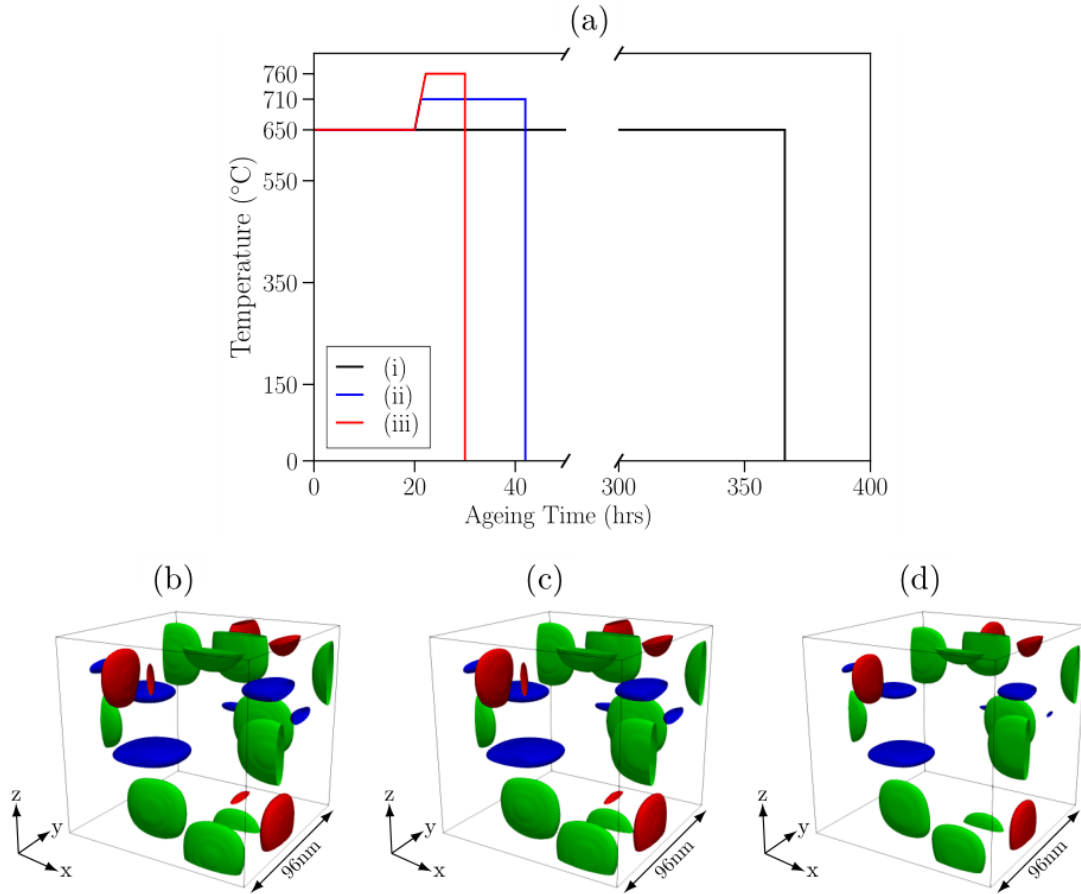 (a)
Temperature (°C)
760
710
650
550
350
150
0
(i)
(ii)
(iii)
0 20 40 300 350 400
Ageing Time (hrs)
(b) (c) (d)
z y x 96nm
z y x 96nm
z y x 96nm